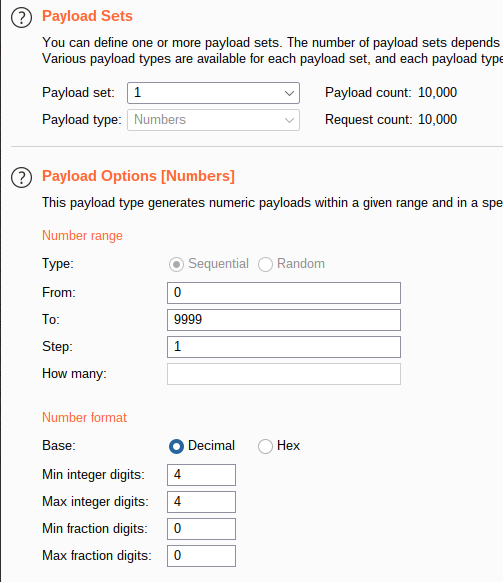 ? Payload Sets
You can define one or more payload sets. The number of payload sets depends
Various payload types are available for each payload set, and each payload type
Payload set: 1 Payload count: 10,000
Payload type: Numbers Request count: 10,000
? Payload Options [Numbers]
This payload type generates numeric payloads within a given range and in a spe
Number range
Type: Sequential Random
From: 0
To: 9999
Step: 1
How many:
Number format
Base: Decimal Hex
Min integer digits: 4
Max integer digits: 4
Min fraction digits: 0
Max fraction digits: 0